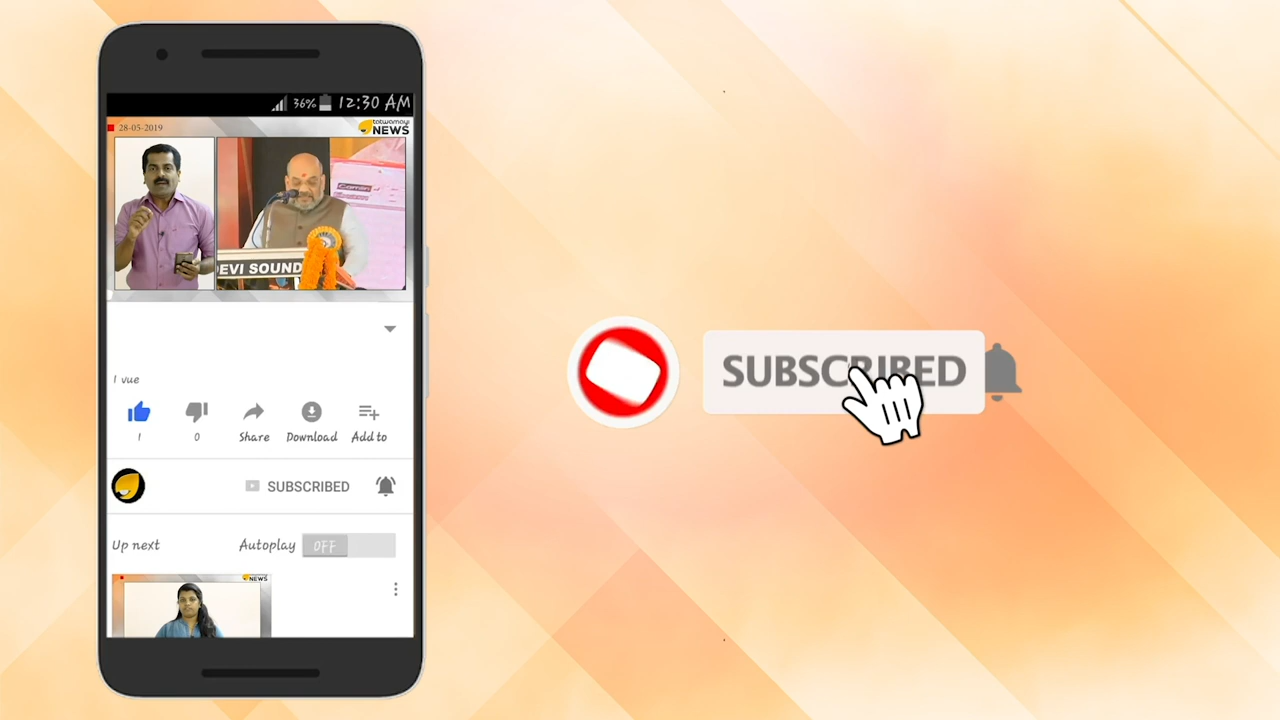 36% 12:30 AM
28-05-2019
tatwamayi
NEWS
DEVI SOUND
1 vue
1
0
Share
Download
Add to
SUBSCRIBED
Up next
Autoplay
OFF
NEWS
SUBSCRIBED